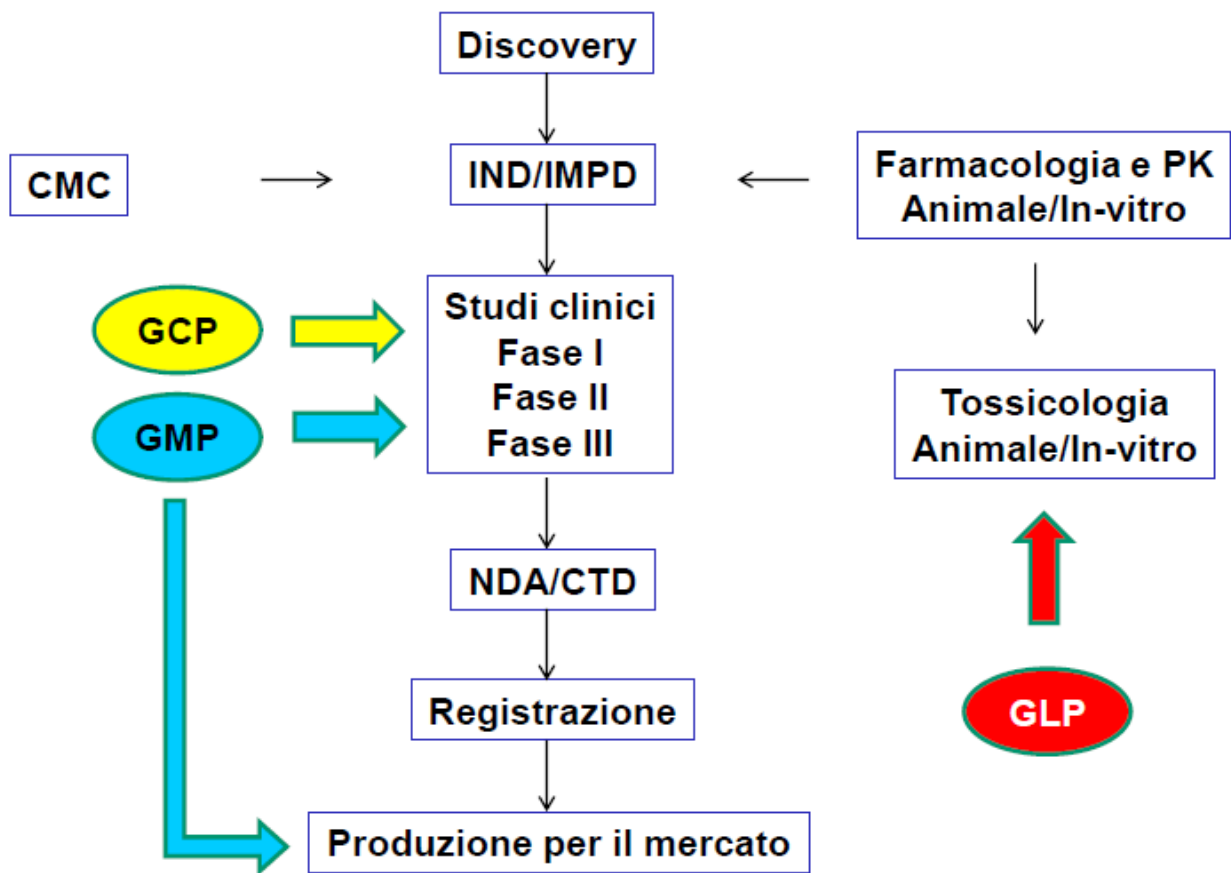 Discovery
CMC
IND/IMPD
Farmacologia e PK
Animale/In-vitro
GCP
GMP
Studi clinici
Fase I
Fase II
Fase III
Tossicologia
Animale/In-vitro
NDA/CTD
Registrazione
GLP
Produzione per il mercato